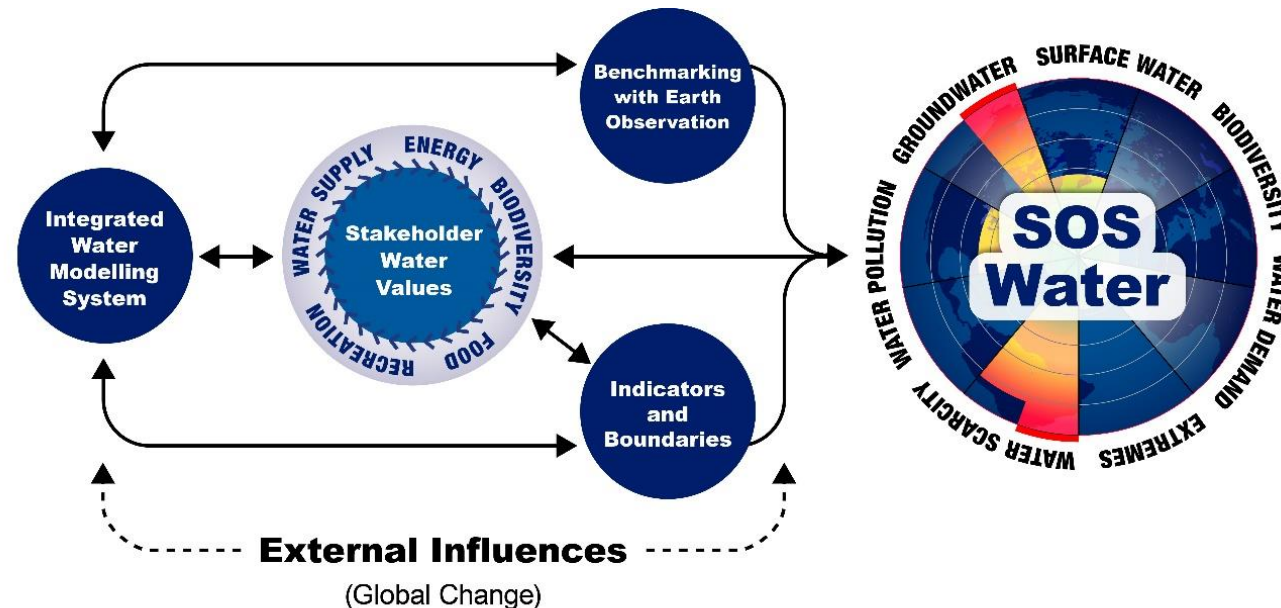 Benchmarking
with Earth
Observation
Integrated
Water
Modelling
System
WATER SUPPLY ENERGY BIODIVERSITY FOOD RECREATION
Stakeholder
Water
Values
Indicators
and
Boundaries
External Influences
(Global Change)
GROUNDWATER SURFACE WATER BIODIVERSITY WATER DEMAND EXTREMES WATER SCARCITY WATER POLLUTION
SOS
Water